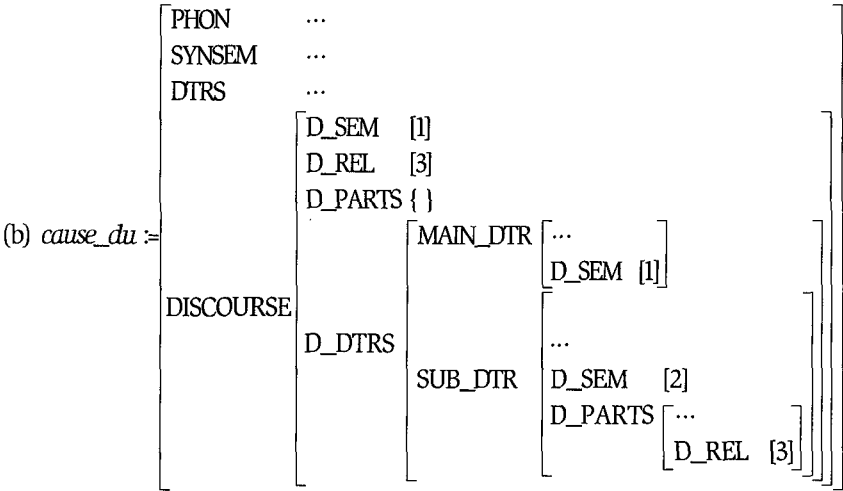 PHON ...
SYNSEM ...
DTRS ...
D_SEM [1]
D_REL [3]
D_PARTS { }
(b) cause_du := MAIN_DTR ...
D_SEM [1]
DISCOURSE
D_DTRS ...
SUB_DTR D_SEM [2]
D_PARTS ...
D_REL [3]